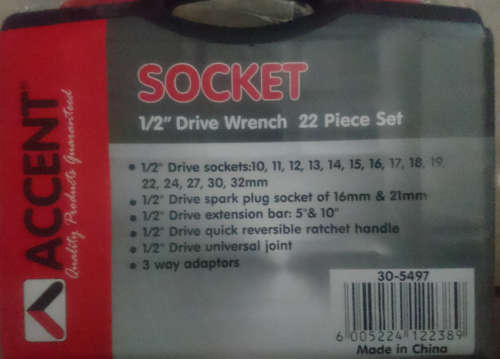 ACCENT
Quality Products Guaranteed
SOCKET
1/2" Drive Wrench 22 Piece Set
• 1/2" Drive sockets:10, 11, 12, 13, 14, 15, 16, 17, 18, 19,
22, 24, 27, 30, 32mm
• 1/2" Drive spark plug socket of 16mm & 21mm
• 1/2" Drive extension bar: 5"& 10"
• 1/2" Drive quick reversible ratchet handle
• 1/2" Drive universal joint
• 3 way adaptors
30-5497
6 005224 122389
Made in China